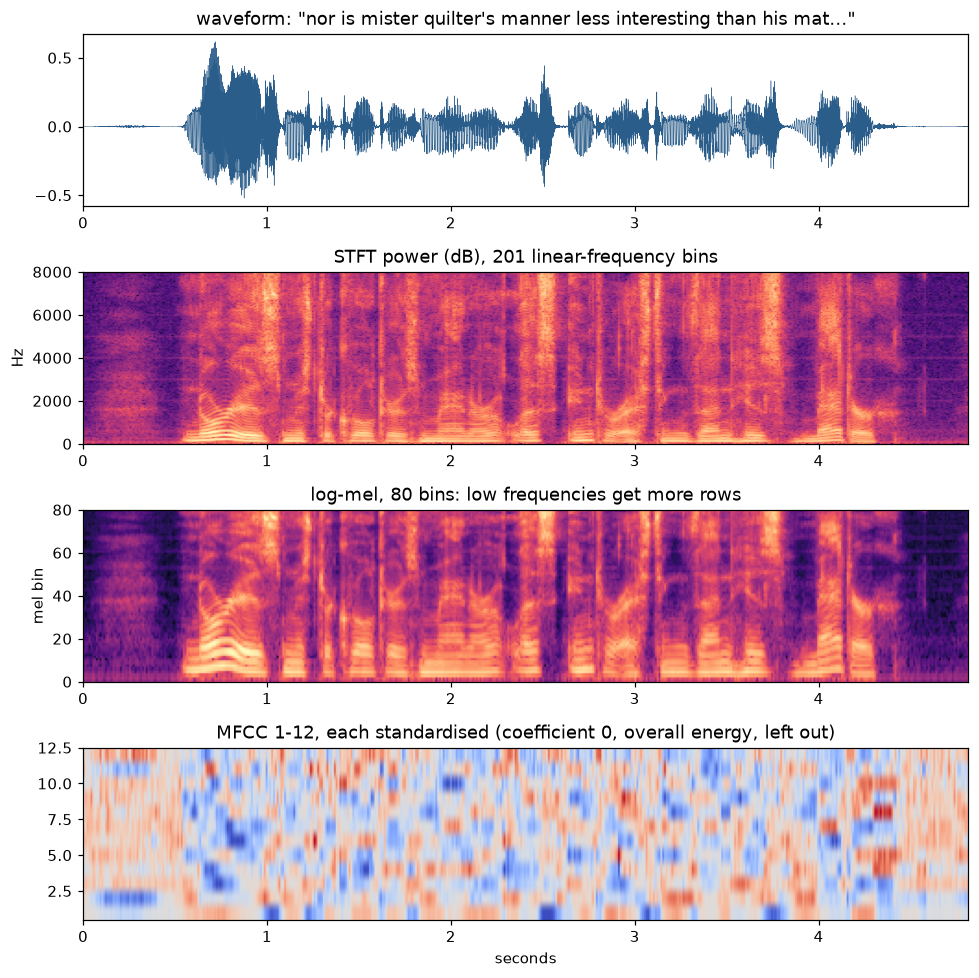 waveform: "nor is mister quilter's manner less interesting than his mat..."
0.5
0.0
−0.5
0 1 2 3 4
STFT power (dB), 201 linear-frequency bins
8000
6000
4000
2000
0
Hz
0 1 2 3 4
log-mel, 80 bins: low frequencies get more rows
80
60
40
20
0
mel bin
0 1 2 3 4
MFCC 1-12, each standardised (coefficient 0, overall energy, left out)
12.5
10.0
7.5
5.0
2.5
0 1 2 3 4
seconds